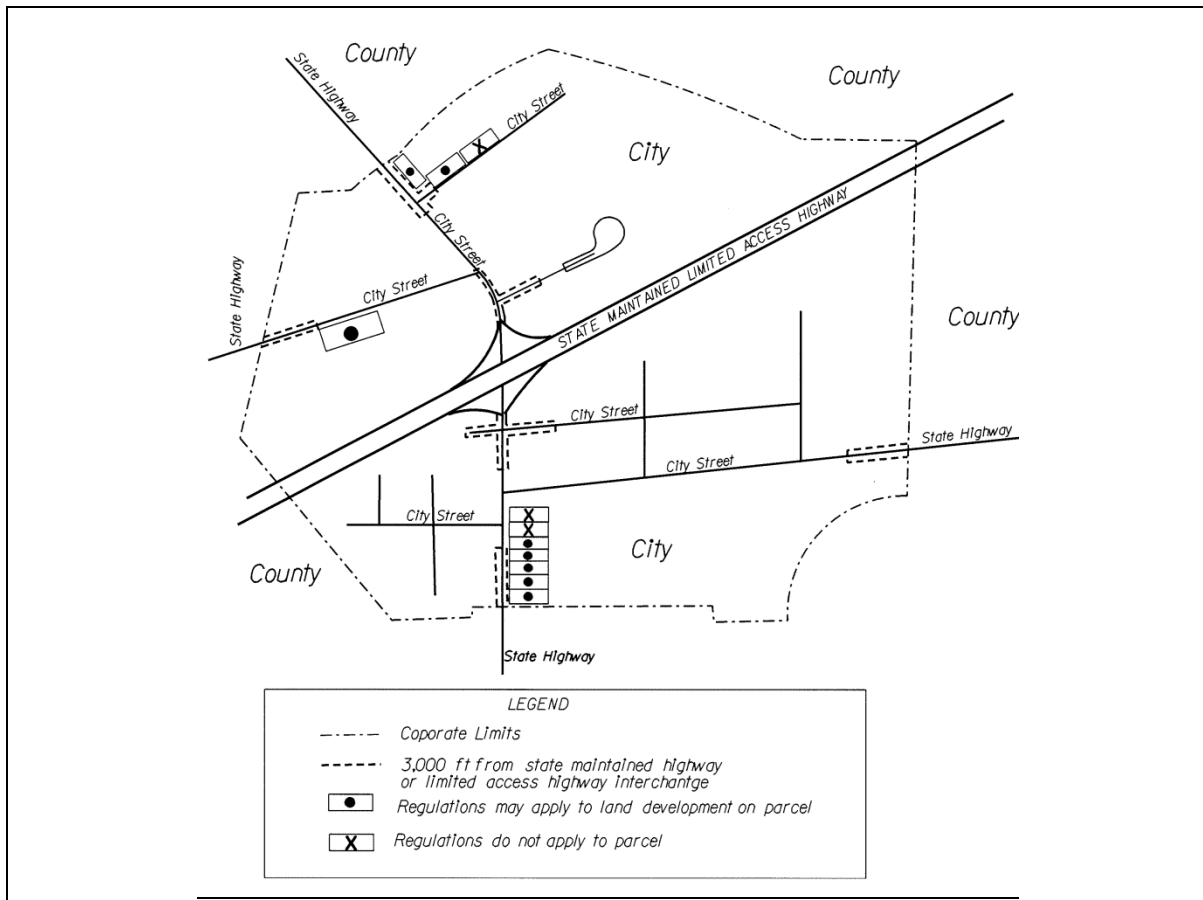 County
State Highway
County
City Street
City
City Street
STATE MAINTAINED LIMITED ACCESS HIGHWAY
City Street
State Highway
County
City Street
State Highway
City Street
City Street
X
X
X
City
County
State Highway
LEGEND
Coporate Limits
3,000 ft from state maintained highway
or limited access highway interchantge
Regulations may apply to land development on parcel
X Regulations do not apply to parcel